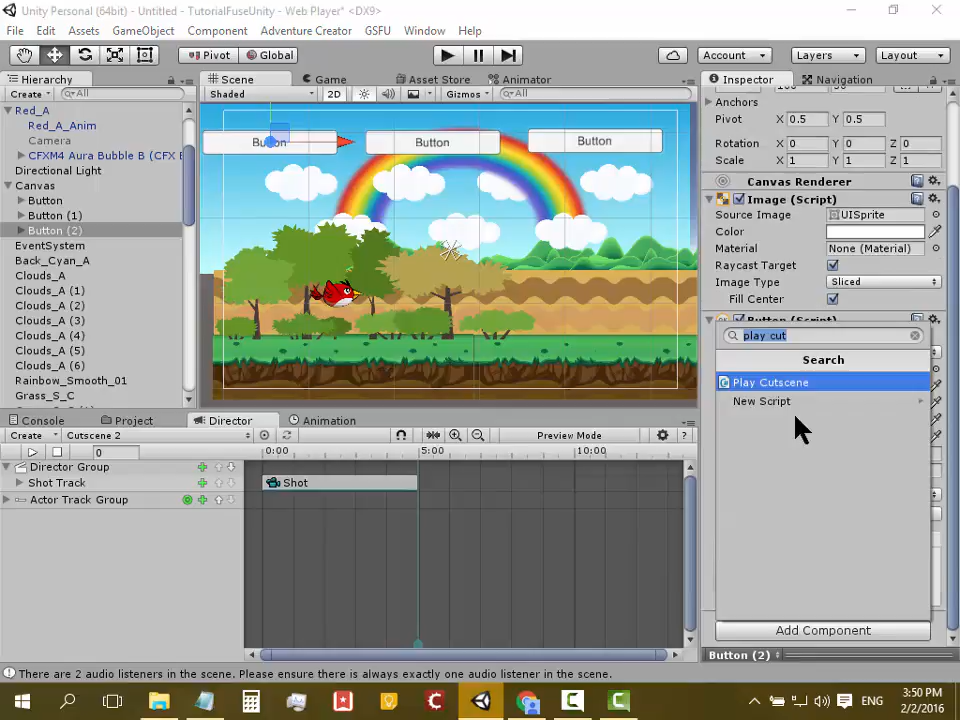 Unity Personal (64bit) - Untitled - TutorialFuseUnity - Web Player* <DX9>
File Edit Assets GameObject Component Adventure Creator GSFU Window Help
Pivot Global Account Layers Layout
Hierarchy Scene Game Asset Store Animator Inspector Navigation
Create All Shaded 2D Gizmos All
Anchors
Pivot X 0.5 Y 0.5
Rotation X 0 Y 0 Z 0
Scale X 1 Y 1 Z 1
Canvas Renderer
Image (Script)
Source Image UISprite
Color
Material None (Material)
Raycast Target
Image Type Sliced
Fill Center
Button (Script)
Red_A
Red_A_Anim
Camera
CFXM4 Aura Bubble B (CFX
Directional Light
Canvas
Button
Button (1)
Button (2)
EventSystem
Back_Cyan_A
Clouds_A
Clouds_A (1)
Clouds_A (2)
Clouds_A (3)
Clouds_A (4)
Clouds_A (5)
Clouds_A (6)
Rainbow_Smooth_01
Grass_S_C
Button Button Button
play cut
Search
Play Cutscene
New Script
Add Component
Button (2)
Console Project Director Animation
Create Cutscene 2 Preview Mode ?
0 0:00 5:00 10:00
Director Group
Shot Track Shot
Actor Track Group
There are 2 audio listeners in the scene. Please ensure there is always exactly one audio listener in the scene.
ENG
3:50 PM
2/2/2016